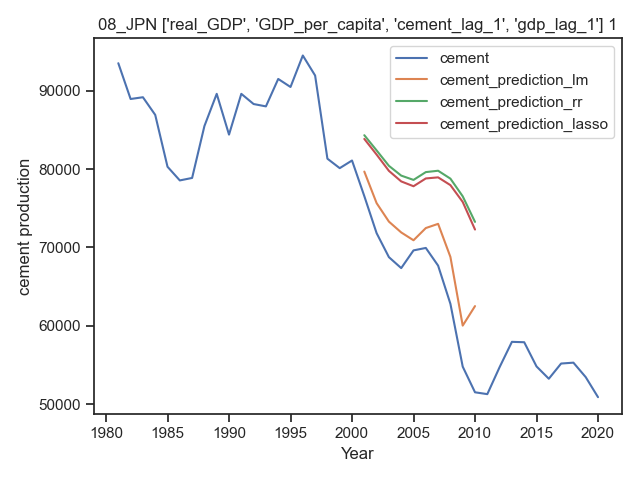 08_JPN ['real_GDP', 'GDP_per_capita', 'cement_lag_1', 'gdp_lag_1'] 1
cement
cement_prediction_lm
cement_prediction_rr
cement_prediction_lasso
90000
80000
70000
60000
50000
cement production
1980 1985 1990 1995 2000 2005 2010 2015 2020
Year